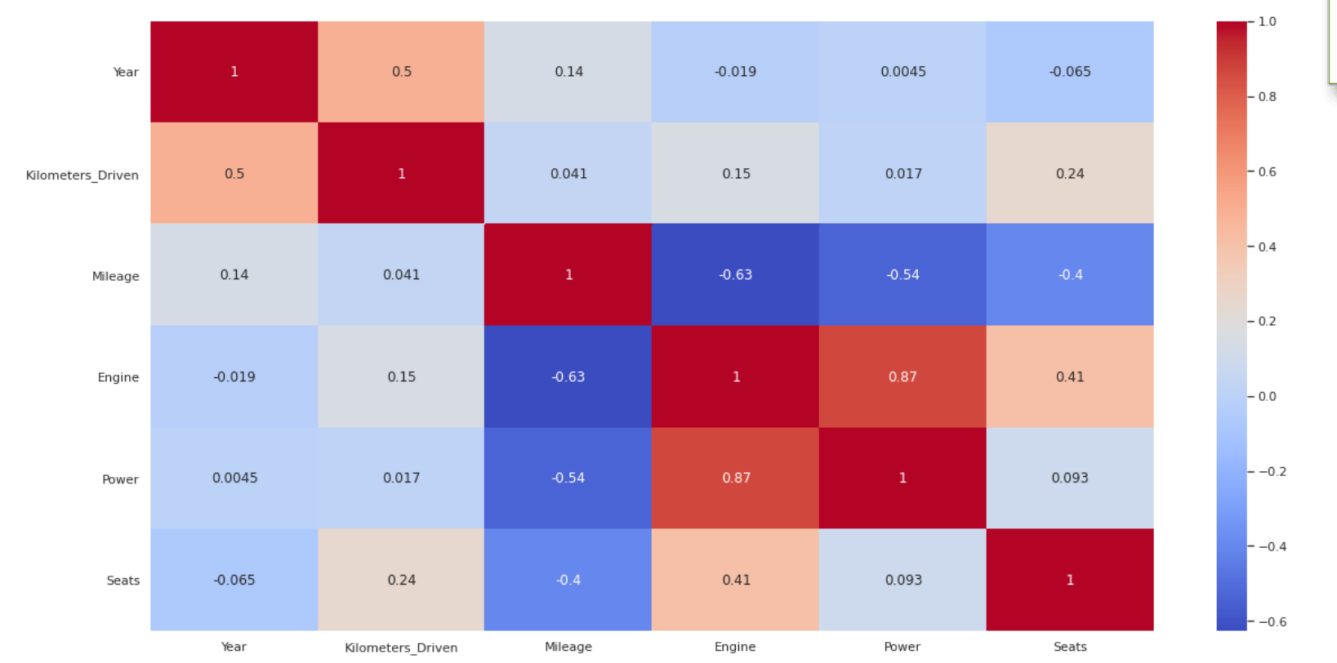 1.0
Year 1 0.5 0.14 -0.019 0.0045 -0.065
0.8
Kilometers_Driven 0.5 1 0.041 0.15 0.017 0.24
0.6
0.4
Mileage 0.14 0.041 1 -0.63 -0.54 -0.4
0.2
Engine -0.019 0.15 -0.63 1 0.87 0.41
0.0
−0.2
Power 0.0045 0.017 -0.54 0.87 1 0.093
−0.4
Seats -0.065 0.24 -0.4 0.41 0.093 1
−0.6
Year Kilometers_Driven Mileage Engine Power Seats